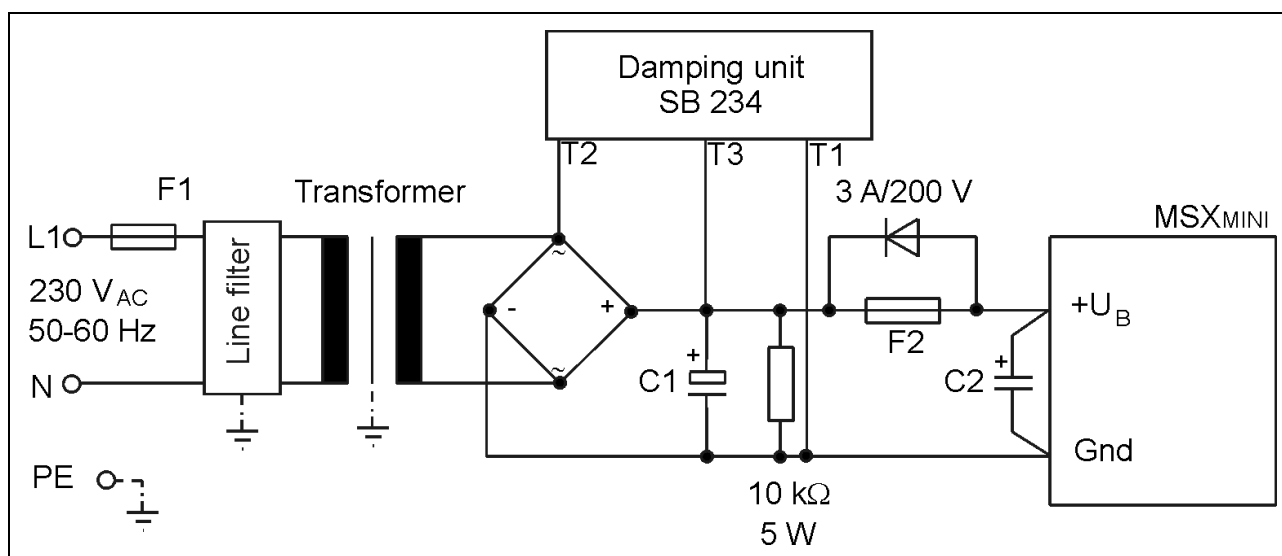 Damping unit
SB 234
T2
T3
T1
F1
Transformer
3 A/200 V
MSXMINI
L1
Line filter
230 VAC
50-60 Hz
~
-
+
+UB
F2
N
~
C1
+
C2
+
Gnd
PE
10 kΩ
5 W